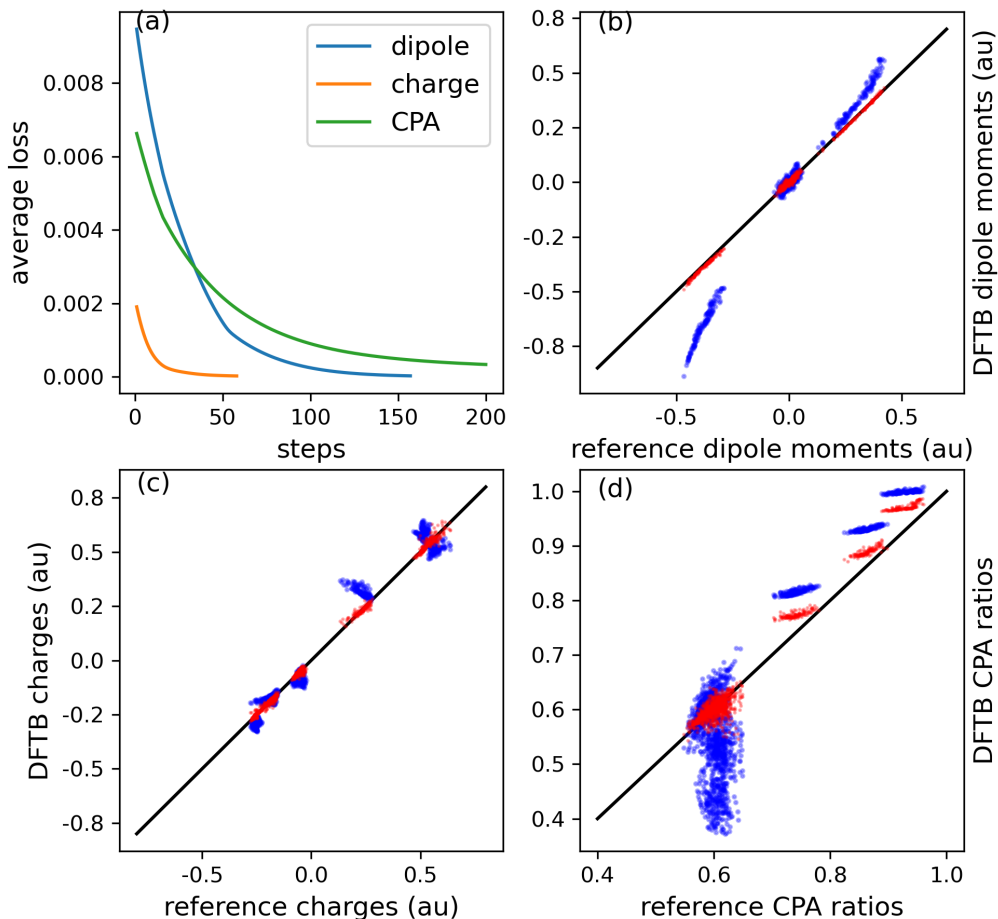 (a)
dipole
charge
CPA
0.008
0.006
0.004
0.002
0.000
average loss
0
50
100
150
200
steps
(b)
0.8
0.5
0.2
0.0
-0.2
-0.5
-0.8
DFTB dipole moments (au)
-0.5
0.0
0.5
reference dipole moments (au)
(c)
0.8
0.5
0.2
0.0
-0.2
-0.5
-0.8
DFTB charges (au)
-0.5
0.0
0.5
reference charges (au)
(d)
1.0
0.9
0.8
0.7
0.6
0.5
0.4
DFTB CPA ratios
0.4
0.6
0.8
1.0
reference CPA ratios